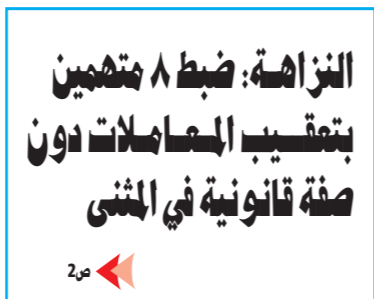 النزاهة: ضبط ٨ متهمين
بتعقيب المعاملات دون
صفة قانونية في المثنى
ص2